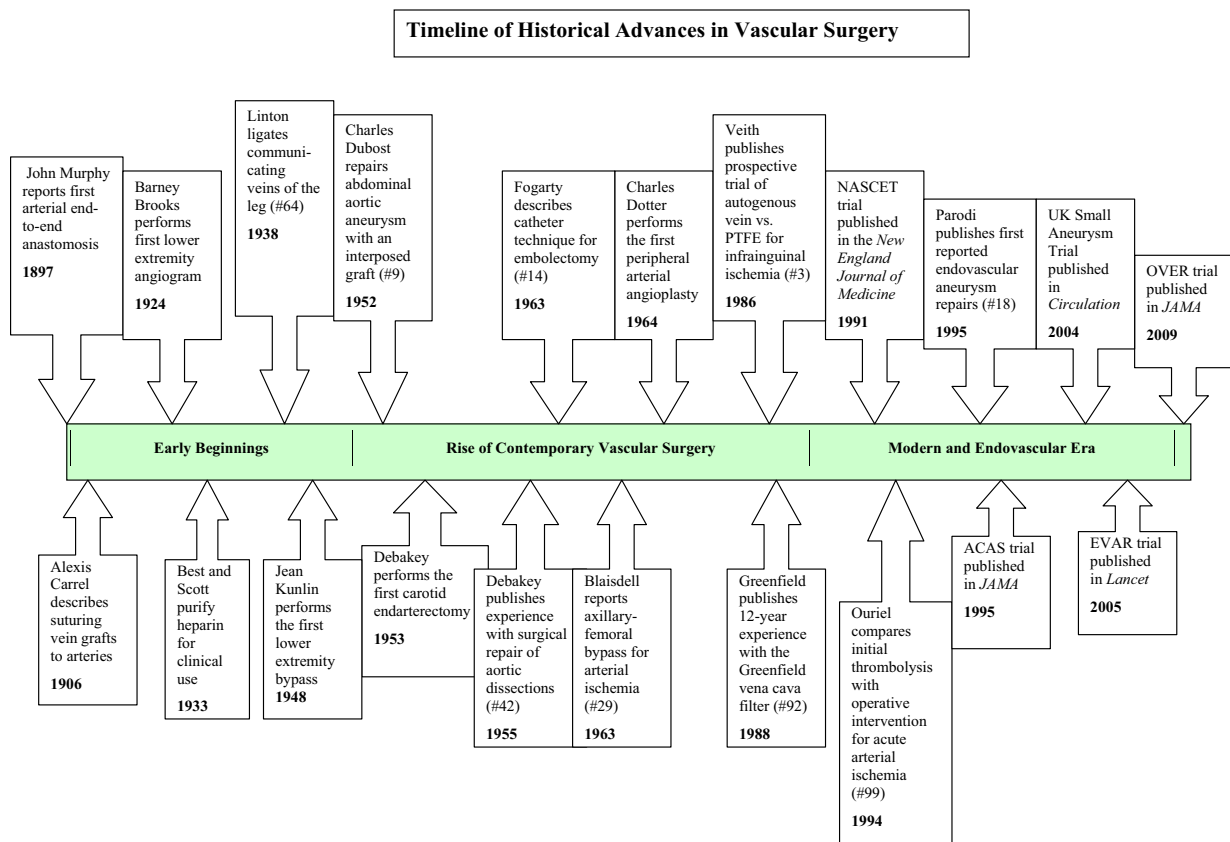 Timeline of Historical Advances in Vascular Surgery
John Murphy
reports first
arterial end-
to-end
anastomosis
1897
Barney
Brooks
performs
first lower
extremity
angiogram
1924
Linton
ligates
communi-
cating
veins of the
leg (#64)
1938
Charles
Dubost
repairs
abdominal
aortic
aneurysm
with an
interposed
graft (#9)
1952
Fogarty
describes
catheter
technique for
embolectomy
(#14)
1963
Charles
Dotter
performs
the first
peripheral
arterial
angioplasty
1964
Veith
publishes
prospective
trial of
autogenous
vein vs.
PTFE for
infrainguinal
ischemia (#3)
1986
NASCET
trial
published
in the New
England
Journal of
Medicine
1991
Parodi
publishes first
reported
endovascular
aneurysm
repairs (#18)
1995
UK Small
Aneurysm
Trial
published
in
Circulation
2004
OVER trial
published
in JAMA
2009
Early Beginnings
Rise of Contemporary Vascular Surgery
Modern and Endovascular Era
Alexis
Carrel
describes
suturing
vein grafts
to arteries
1906
Best and
Scott purify
heparin
for
clinical
use
1933
Jean
Kunlin
performs
the first
lower
extremity
bypass
1948
Debakey
performs the
first carotid
endarterectomy
1953
Debakey
publishes
experience
with surgical
repair of
aortic
dissections
(#42)
1955
Blaisdell
reports
axillary-
femoral
bypass for
arterial
ischemia
(#29)
1963
Greenfield
publishes
12-year
experience
with the
Greenfield
vena cava
filter (#92)
1988
Ouriel
compares
initial
thrombolysis
with
operative
intervention
for acute
arterial
ischemia
(#99)
1994
ACAS trial
published
in JAMA
1995
EVAR trial
published
in Lancet
2005